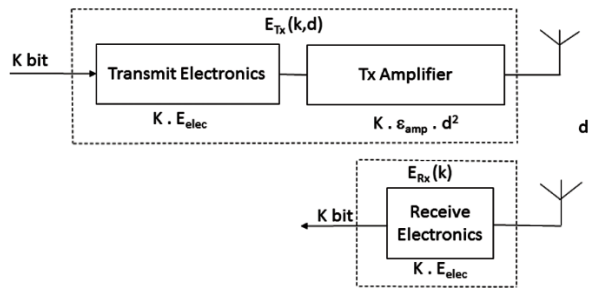 E_Tx (k,d)
K bit
Transmit Electronics
Tx Amplifier
K . E_elec
K . ε_amp . d²
d
E_Rx (k)
K bit
Receive
Electronics
K . E_elec